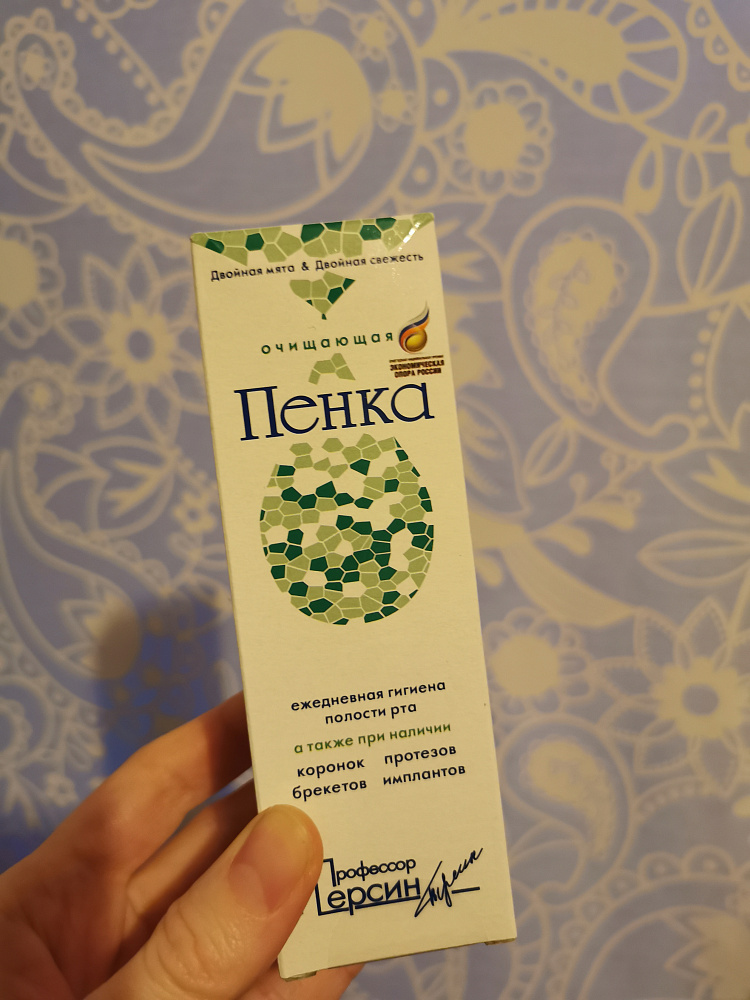 Двойная мята & Двойная свежесть
очищающая
ЭКОНОМИЧЕСКАЯ
ОПОРА РОССИИ
Пенка
ежедневная гигиена
полости рта
а также при наличии
коронок протезов
брекетов имплантов
Профессор
Персин